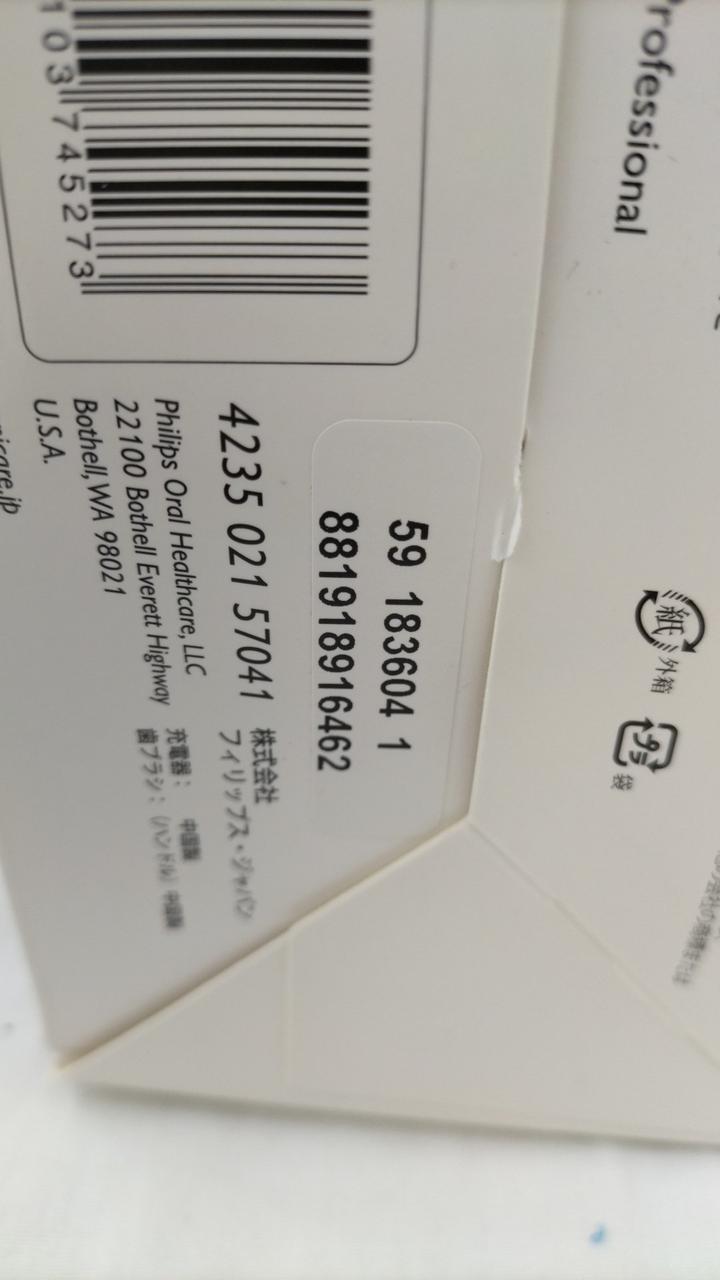 Professional
103 745273
59 183604 1
881918916462
4235 021 57041
Philips Oral Healthcare, LLC
22100 Bothell Everett Highway
Bothell, WA 98021
U.S.A.
株式会社
フィリップス・ジャパン
充電器： 中国製
歯ブラシ：（ハンドル）中国製
紙 外箱
プラ 袋